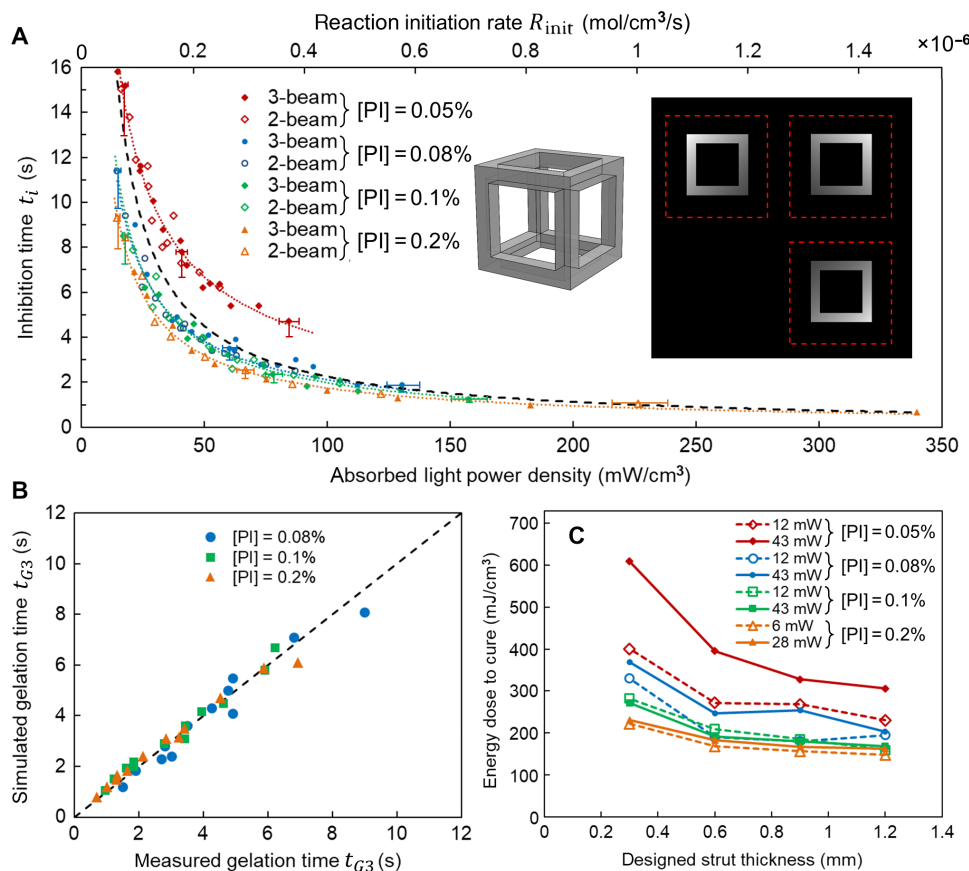 Reaction initiation rate R_init (mol/cm³/s)
A
0 0.2 0.4 0.6 0.8 1 1.2 1.4 ×10⁻⁶
16
14
12
10
8
6
4
2
0
Inhibition time t_i (s)
3-beam
2-beam } [PI] = 0.05%
3-beam
2-beam } [PI] = 0.08%
3-beam
2-beam } [PI] = 0.1%
3-beam
2-beam } [PI] = 0.2%
0 50 100 150 200 250 300 350
Absorbed light power density (mW/cm³)
B
12
10
8
6
4
2
0
Simulated gelation time t_G3 (s)
[PI] = 0.08%
[PI] = 0.1%
[PI] = 0.2%
0 2 4 6 8 10 12
Measured gelation time t_G3 (s)
C
700
600
500
400
300
200
100
0
Energy dose to cure (mJ/cm³)
12 mW
43 mW } [PI] = 0.05%
12 mW
43 mW } [PI] = 0.08%
12 mW
43 mW } [PI] = 0.1%
6 mW
28 mW } [PI] = 0.2%
0 0.2 0.4 0.6 0.8 1 1.2 1.4
Designed strut thickness (mm)